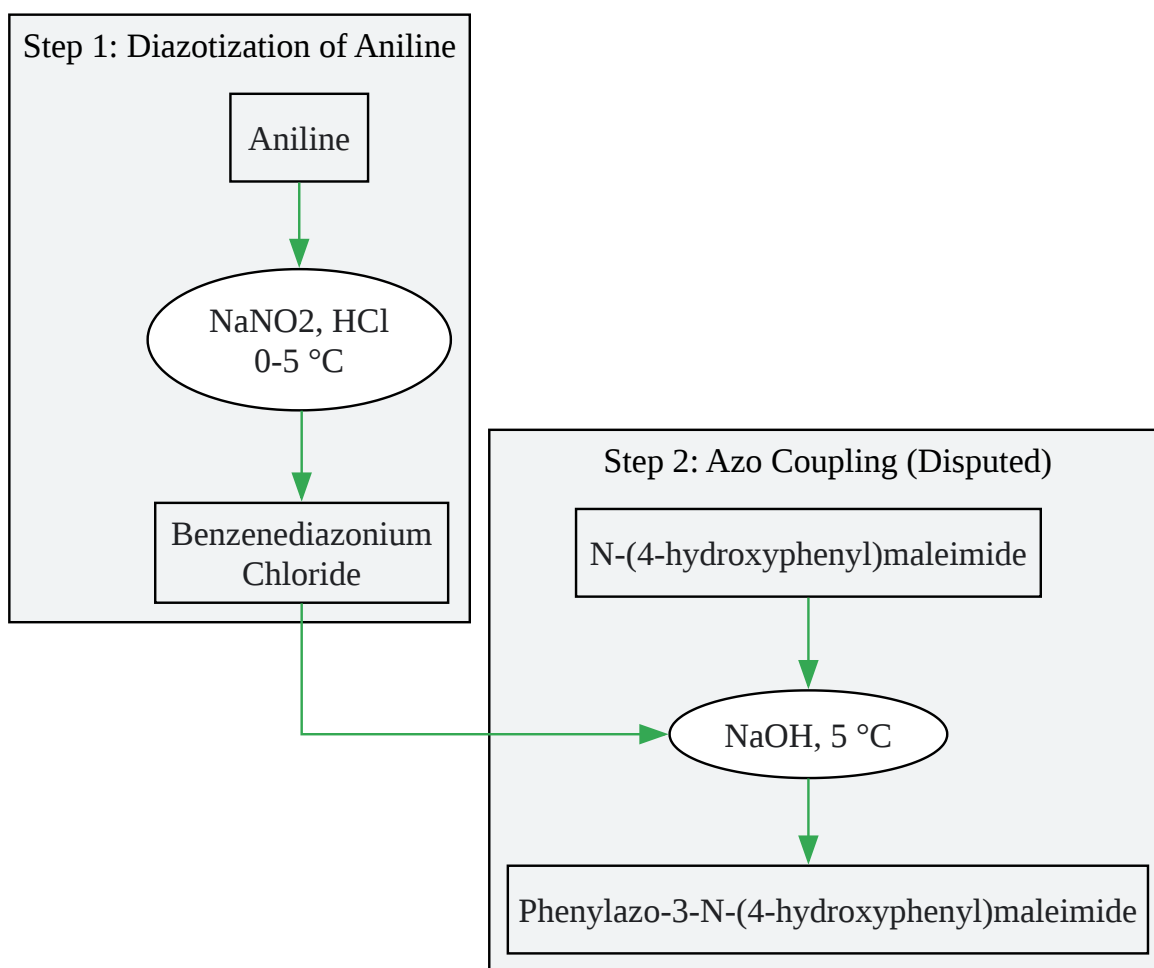 Step 1: Diazotization of Aniline
Aniline
NaNO2, HCl
0-5 °C
Benzenediazonium
Chloride
Step 2: Azo Coupling (Disputed)
N-(4-hydroxyphenyl)maleimide
NaOH, 5 °C
Phenylazo-3-N-(4-hydroxyphenyl)maleimide